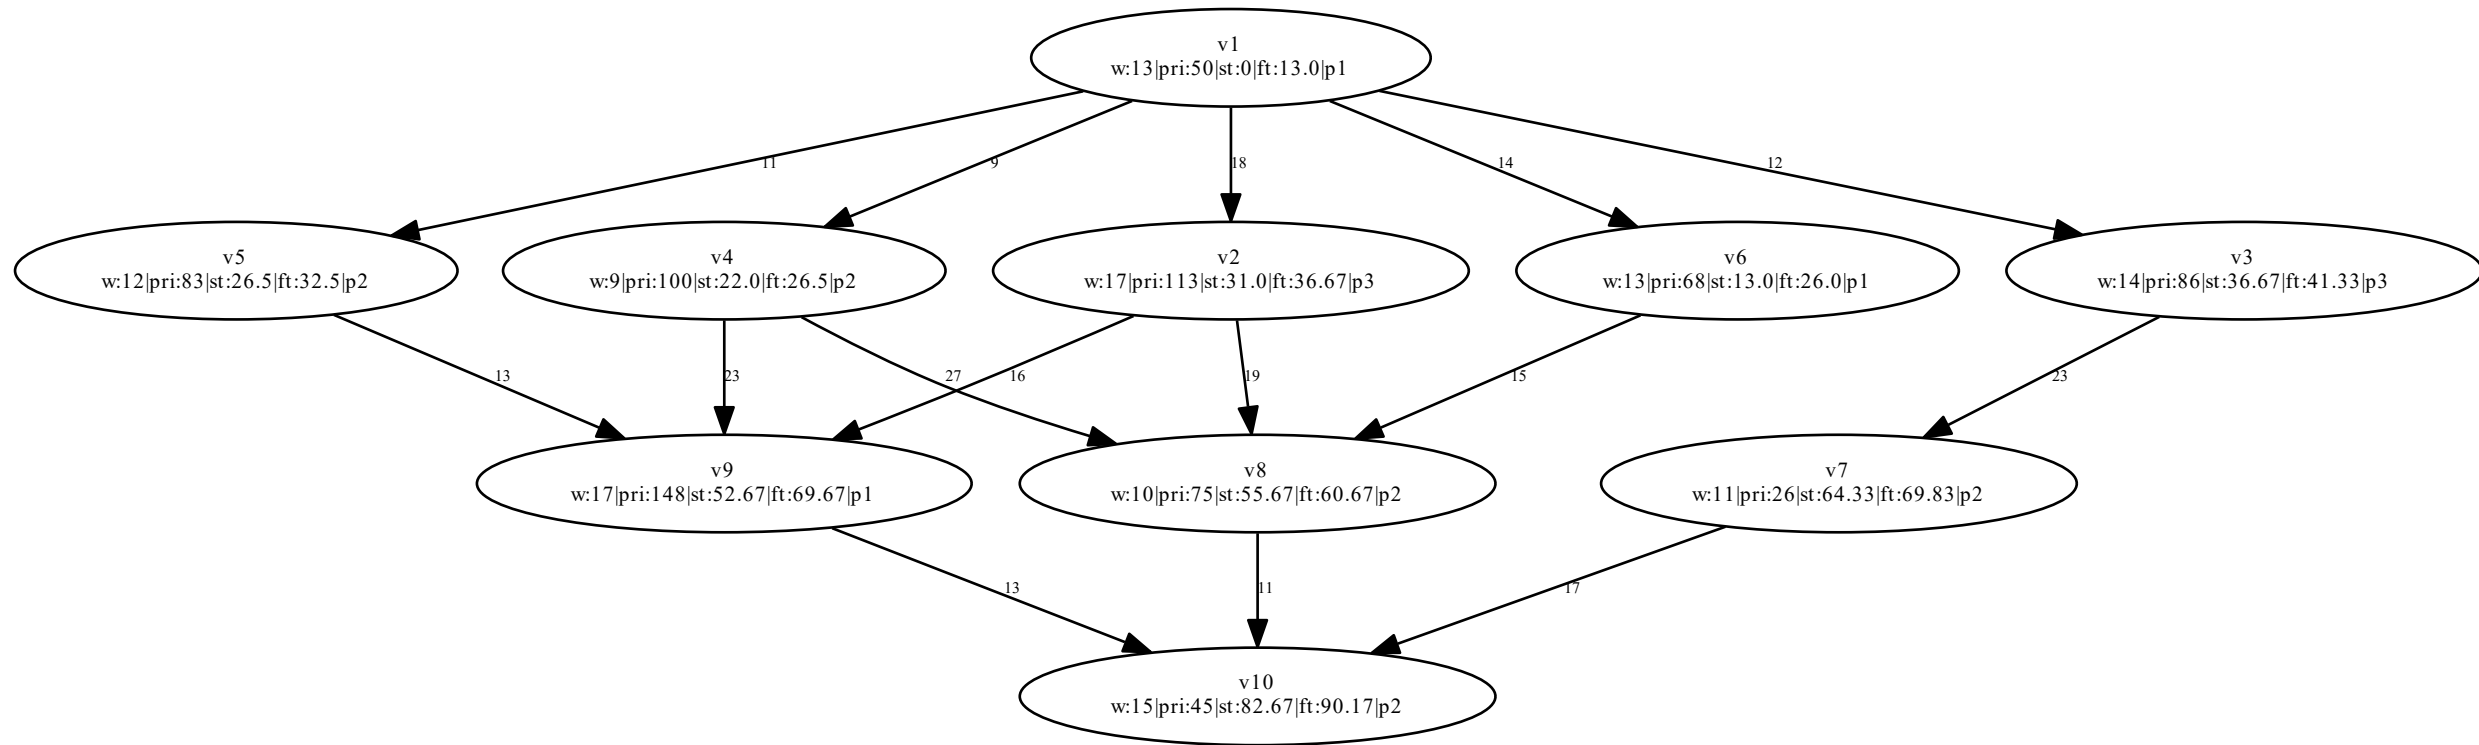 v1
w:13|pri:50|st:0|ft:13.0|p1
11
9
18
14
12
v5
w:12|pri:83|st:26.5|ft:32.5|p2
v4
w:9|pri:100|st:22.0|ft:26.5|p2
v2
w:17|pri:113|st:31.0|ft:36.67|p3
v6
w:13|pri:68|st:13.0|ft:26.0|p1
v3
w:14|pri:86|st:36.67|ft:41.33|p3
13
23
27
16
19
15
23
v9
w:17|pri:148|st:52.67|ft:69.67|p1
v8
w:10|pri:75|st:55.67|ft:60.67|p2
v7
w:11|pri:26|st:64.33|ft:69.83|p2
13
11
17
v10
w:15|pri:45|st:82.67|ft:90.17|p2